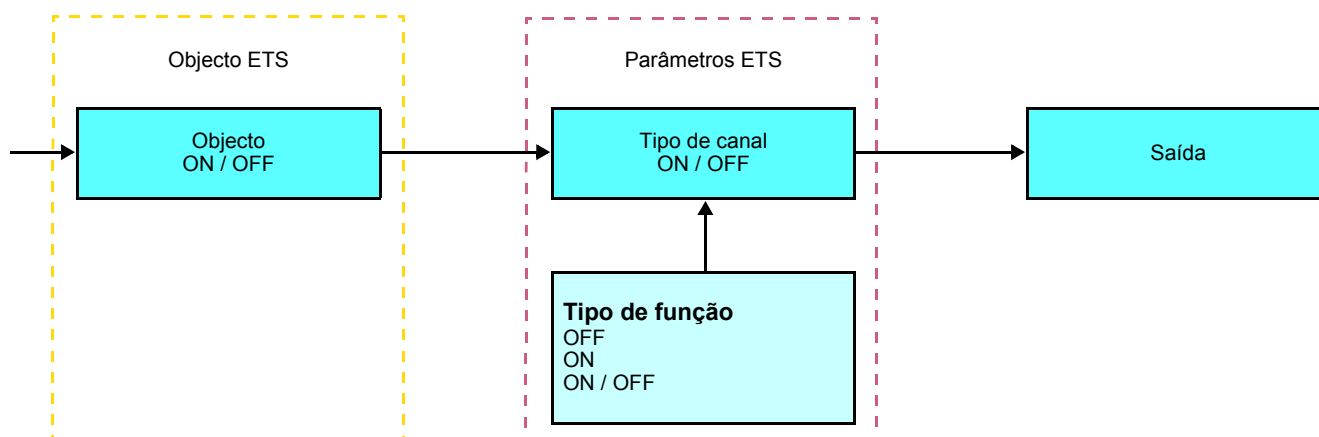 Objecto ETS
Parâmetros ETS
Objecto
ON / OFF
Tipo de canal
ON / OFF
Saída
Tipo de função
OFF
ON
ON / OFF